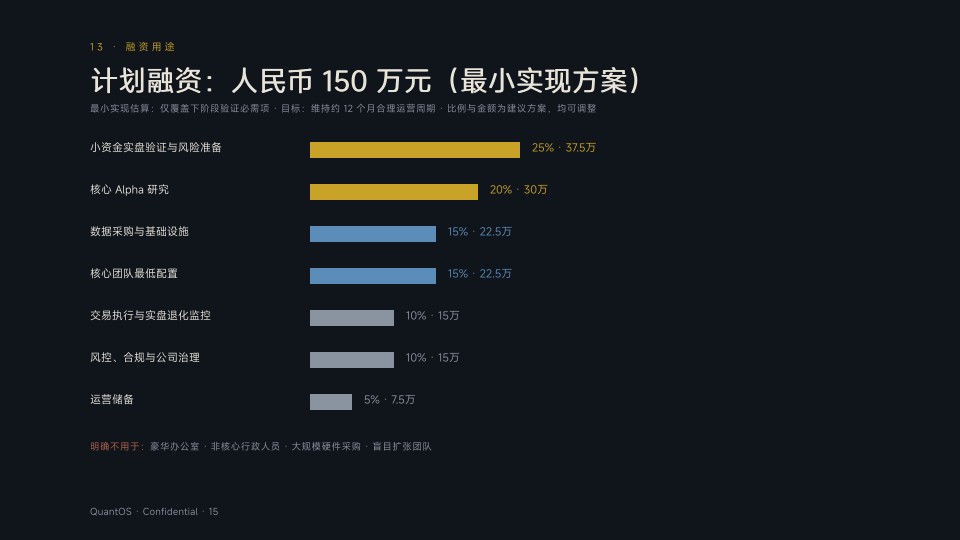 13 · 融资用途
计划融资：人民币 150 万元（最小实现方案）
最小实现估算：仅覆盖下阶段验证必需项 · 目标：维持约 12 个月合理运营周期 · 比例与金额为建议方案，均可调整
小资金实盘验证与风险准备 25% · 37.5万
核心 Alpha 研究 20% · 30万
数据采购与基础设施 15% · 22.5万
核心团队最低配置 15% · 22.5万
交易执行与实盘退化监控 10% · 15万
风控、合规与公司治理 10% · 15万
运营储备 5% · 7.5万
明确不用于：豪华办公室 · 非核心行政人员 · 大规模硬件采购 · 盲目扩张团队
QuantOS · Confidential · 15